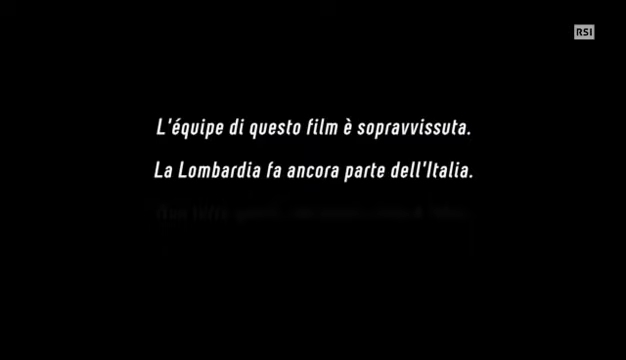 RSI
L'équipe di questo film è sopravvissuta.
La Lombardia fa ancora parte dell'Italia.